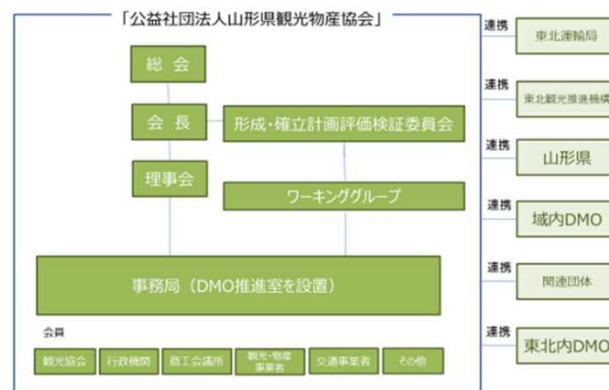 「公益社団法人山形県観光物産協会」
総 会
会 長
形成・確立計画評価検証委員会
理事会
ワーキンググループ
事務局（DMO推進室を設置）
会員
観光協会
行政機関
商工会議所
観光・物産
事業者
交通事業者
その他
連携
東北運輸局
連携
東北観光推進機構
連携
山形県
連携
域内DMO
連携
関連団体
連携
東北内DMO